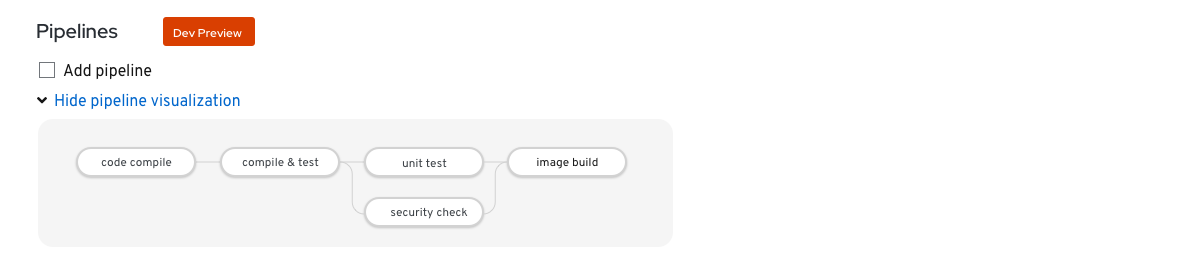 Pipelines Dev Preview
Add pipeline
Hide pipeline visualization
code compile compile & test unit test image build
security check